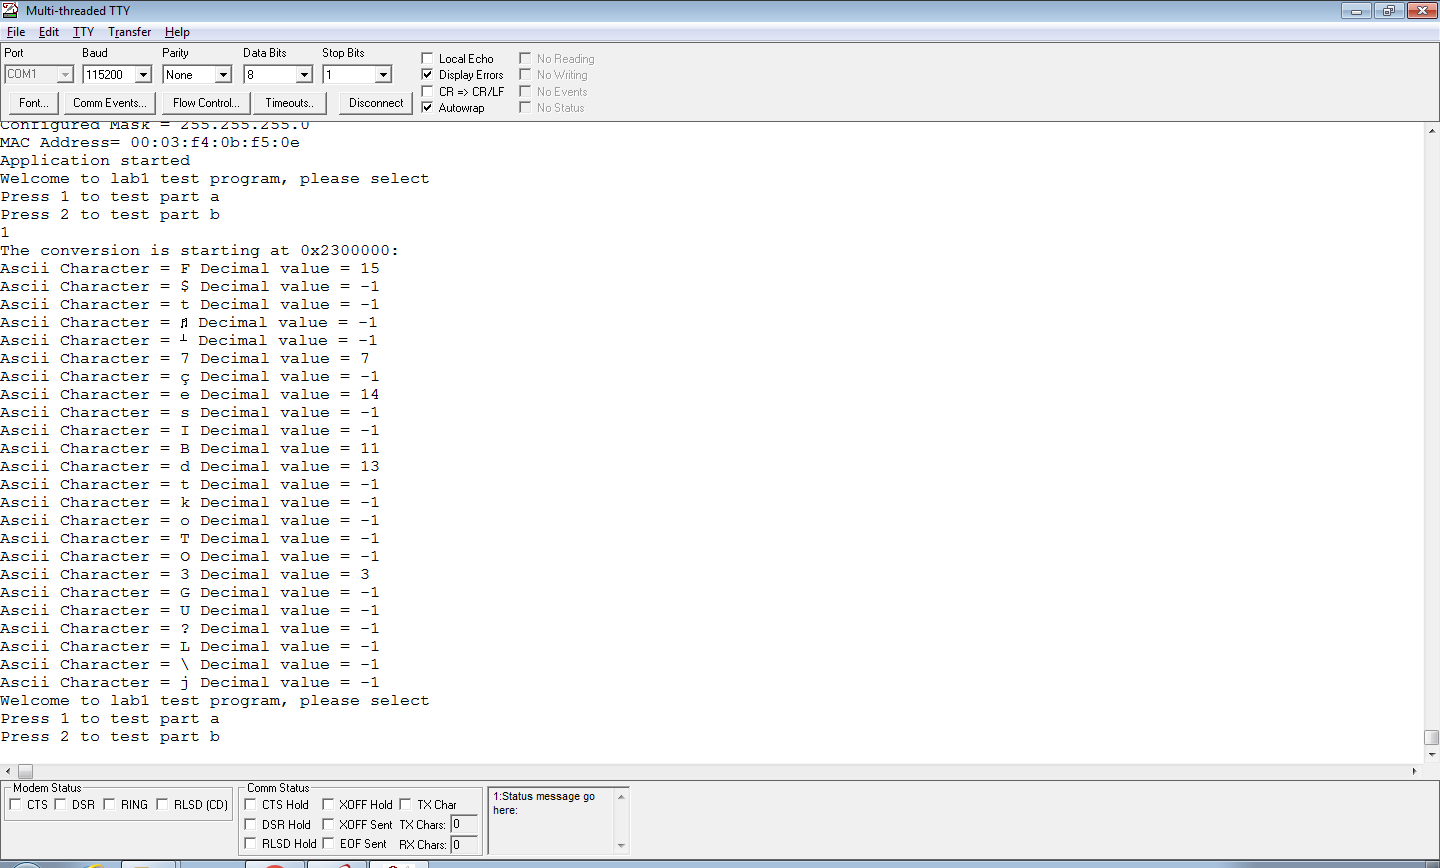 Multi-threaded TTY
File Edit TTY Transfer Help
Port Baud Parity Data Bits Stop Bits
COM1 115200 None 8 1
Font... Comm Events... Flow Control... Timeouts.. Disconnect
Local Echo No Reading
Display Errors No Writing
CR => CR/LF No Events
Autowrap No Status
Configured Mask = 255.255.255.0
MAC Address= 00:03:f4:0b:f5:0e
Application started
Welcome to lab1 test program, please select
Press 1 to test part a
Press 2 to test part b
1
The conversion is starting at 0x2300000:
Ascii Character = F Decimal value = 15
Ascii Character = $ Decimal value = -1
Ascii Character = t Decimal value = -1
Ascii Character = ♬ Decimal value = -1
Ascii Character = ┴ Decimal value = -1
Ascii Character = 7 Decimal value = 7
Ascii Character = ç Decimal value = -1
Ascii Character = e Decimal value = 14
Ascii Character = s Decimal value = -1
Ascii Character = I Decimal value = -1
Ascii Character = B Decimal value = 11
Ascii Character = d Decimal value = 13
Ascii Character = t Decimal value = -1
Ascii Character = k Decimal value = -1
Ascii Character = o Decimal value = -1
Ascii Character = T Decimal value = -1
Ascii Character = O Decimal value = -1
Ascii Character = 3 Decimal value = 3
Ascii Character = G Decimal value = -1
Ascii Character = U Decimal value = -1
Ascii Character = ? Decimal value = -1
Ascii Character = L Decimal value = -1
Ascii Character = \ Decimal value = -1
Ascii Character = j Decimal value = -1
Welcome to lab1 test program, please select
Press 1 to test part a
Press 2 to test part b
Modem Status
CTS DSR RING RLSD (CD)
Comm Status
CTS Hold XOFF Hold TX Char
DSR Hold XOFF Sent TX Chars: 0
RLSD Hold EOF Sent RX Chars: 0
1:Status message go
here: